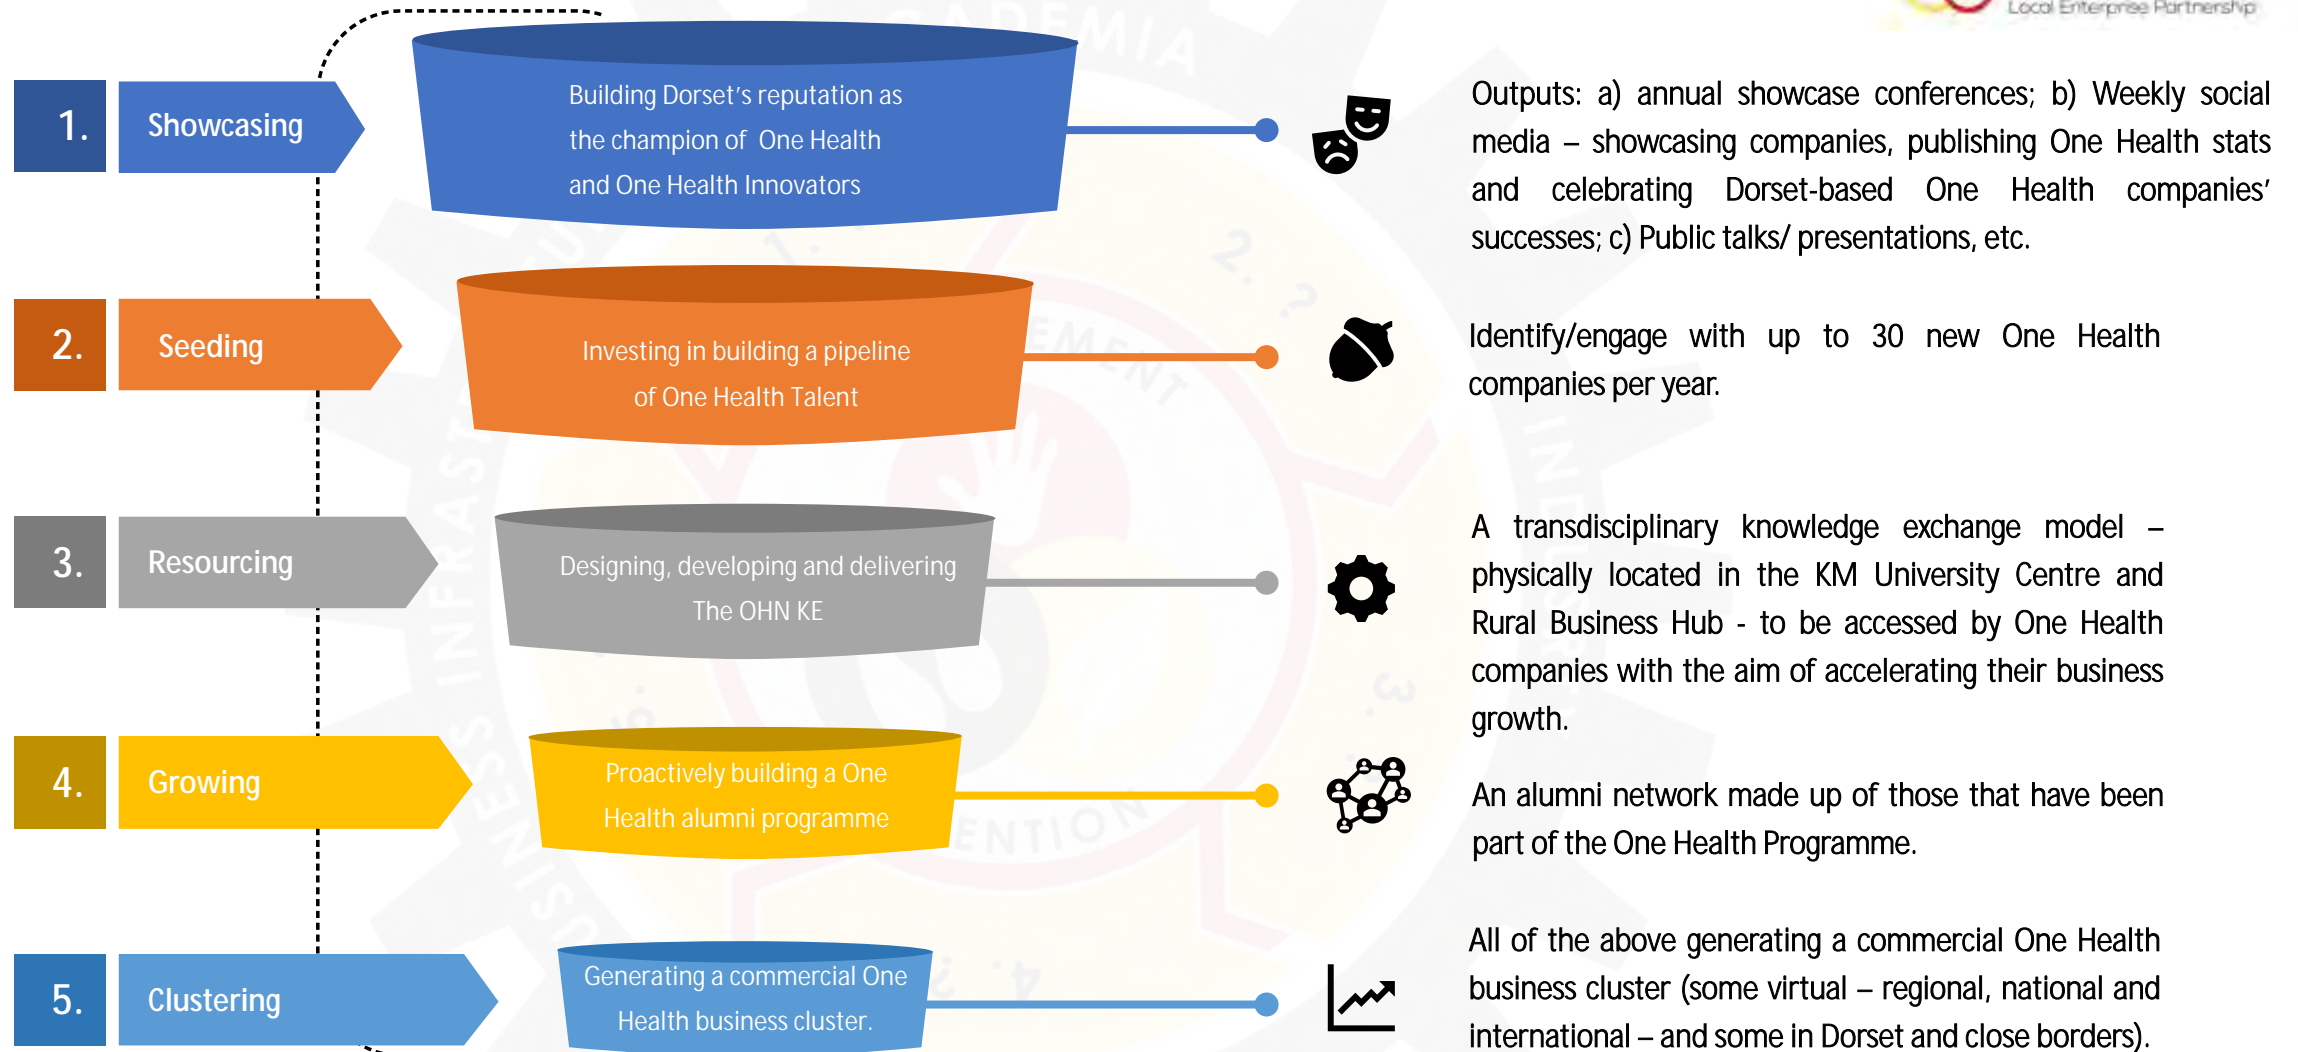 Local Enterprise Partnership
1.
Showcasing
Building Dorset's reputation as
the champion of One Health
and One Health Innovators
Outputs: a) annual showcase conferences; b) Weekly social
media – showcasing companies, publishing One Health stats
and celebrating Dorset-based One Health companies'
successes; c) Public talks/ presentations, etc.
2.
Seeding
Investing in building a pipeline
of One Health Talent
Identify/engage with up to 30 new One Health
companies per year.
3.
Resourcing
Designing, developing and delivering
The OHN KE
A transdisciplinary knowledge exchange model –
physically located in the KM University Centre and
Rural Business Hub - to be accessed by One Health
companies with the aim of accelerating their business
growth.
4.
Growing
Proactively building a One
Health alumni programme
An alumni network made up of those that have been
part of the One Health Programme.
5.
Clustering
Generating a commercial One
Health business cluster.
All of the above generating a commercial One Health
business cluster (some virtual – regional, national and
international – and some in Dorset and close borders).